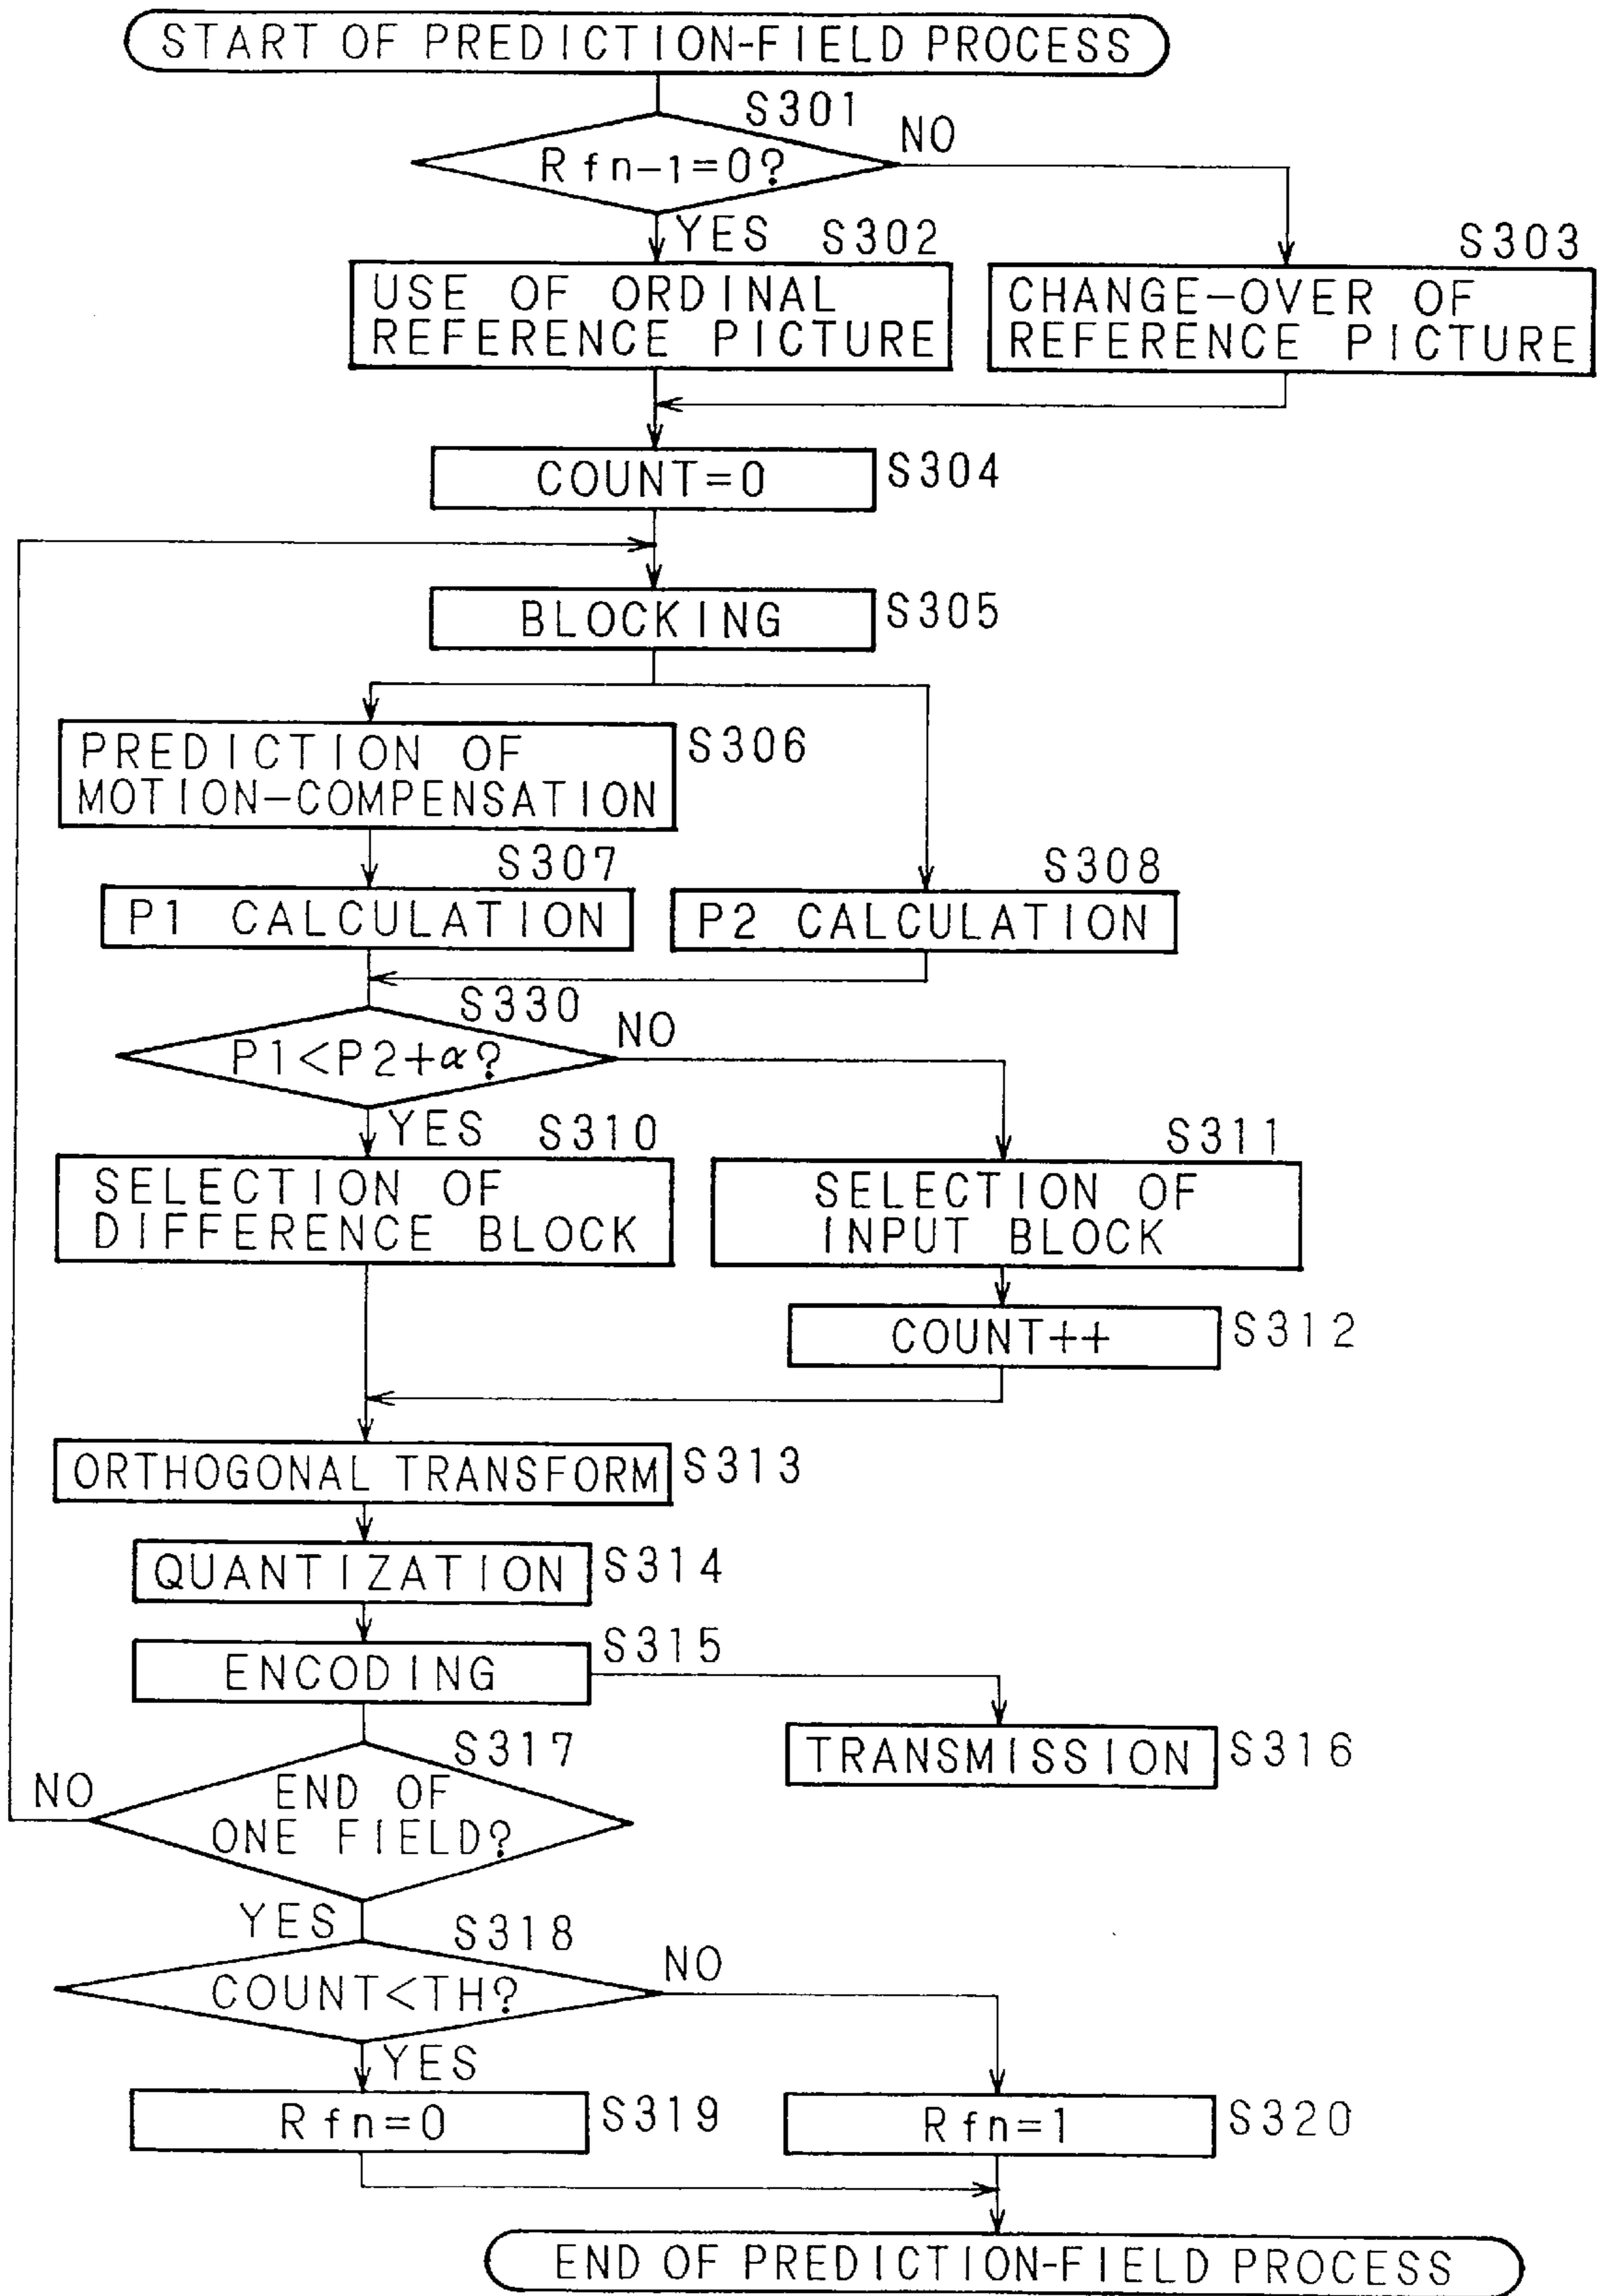 START OF PREDICTION-FIELD PROCESS
S301
Rfn-1=0?
NO
YES
S302
S303
USE OF ORDINAL
REFERENCE PICTURE
CHANGE-OVER OF
REFERENCE PICTURE
COUNT=0
S304
BLOCKING
S305
PREDICTION OF
MOTION-COMPENSATION
S306
S307
S308
P1 CALCULATION
P2 CALCULATION
S330
P1<P2+α?
NO
YES
S310
S311
SELECTION OF
DIFFERENCE BLOCK
SELECTION OF
INPUT BLOCK
COUNT++
S312
ORTHOGONAL TRANSFORM
S313
QUANTIZATION
S314
ENCODING
S315
TRANSMISSION
S316
S317
END OF
ONE FIELD?
NO
YES
S318
COUNT<TH?
NO
YES
Rfn=0
S319
Rfn=1
S320
END OF PREDICTION-FIELD PROCESS